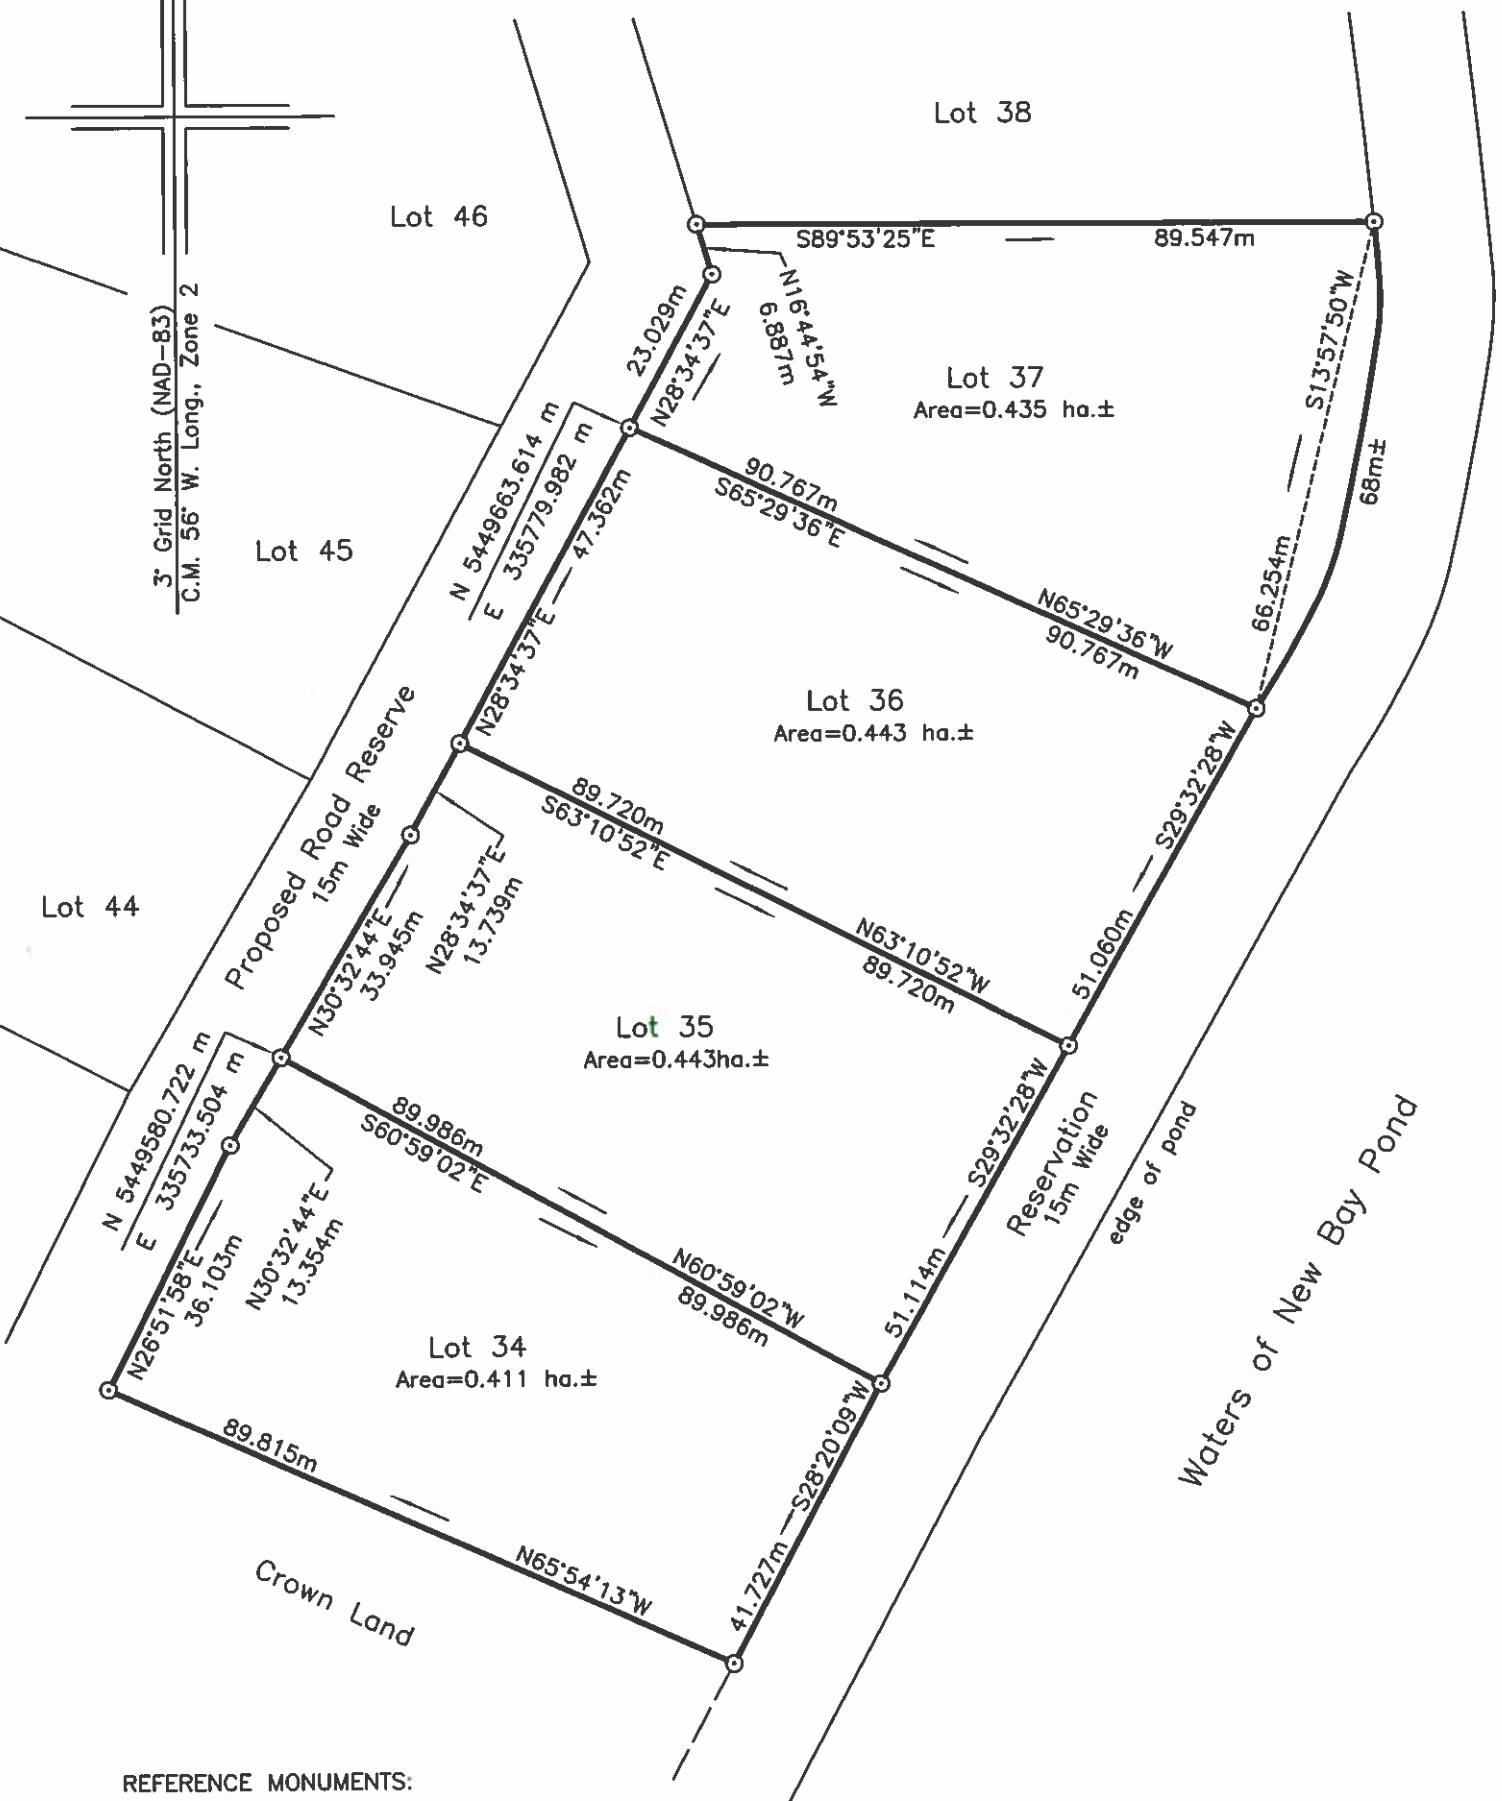 3° Grid North (NAD-83)
C.M. 56° W. Long., Zone 2
Lot 38
Lot 46
S89°53'25"E
89.547m
N16°44'54"W
6.887m
23.029m
N28°34'37"E
Lot 37
Area=0.435 ha.±
S13°57'50"W
66.254m
68m±
N 5449663.614 m
E 335779.982 m
90.767m
S65°29'36"E
N65°29'36"W
90.767m
Lot 45
47.362m
N28°34'37"E
Lot 36
Area=0.443 ha.±
S29°32'28"W
51.060m
Proposed Road Reserve
15m Wide
89.720m
S63°10'52"E
N63°10'52"W
89.720m
Lot 44
N28°34'37"E
13.739m
N30°32'44"E
33.945m
Lot 35
Area=0.443ha.±
S29°32'28"W
51.114m
Reservation
15m Wide
edge of pond
Waters of New Bay Pond
N 5449580.722 m
E 335733.504 m
89.986m
S60°59'02"E
N60°59'02"W
89.986m
N30°32'44"E
13.354m
N26°51'58"E
36.103m
Lot 34
Area=0.411 ha.±
S28°20'09"W
41.727m
89.815m
N65°54'13"W
Crown Land
REFERENCE MONUMENTS: